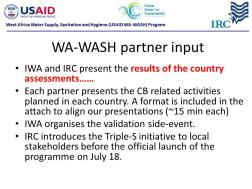 USAID
FROM THE AMERICAN PEOPLE
Global
Water for
Sustainability
West Africa Water Supply, Sanitation and Hygiene (USAID WA-WASH) Program
IRC
WA-WASH partner input
• IWA and IRC present the results of the country
assessments……
• Each partner presents the CB related activities
planned in each country. A format is included in the
attach to align our presentations (~15 min each)
• IWA organises the validation side-event.
• IRC introduces the Triple-S initiative to local
stakeholders before the official launch of the
programme on July 18.